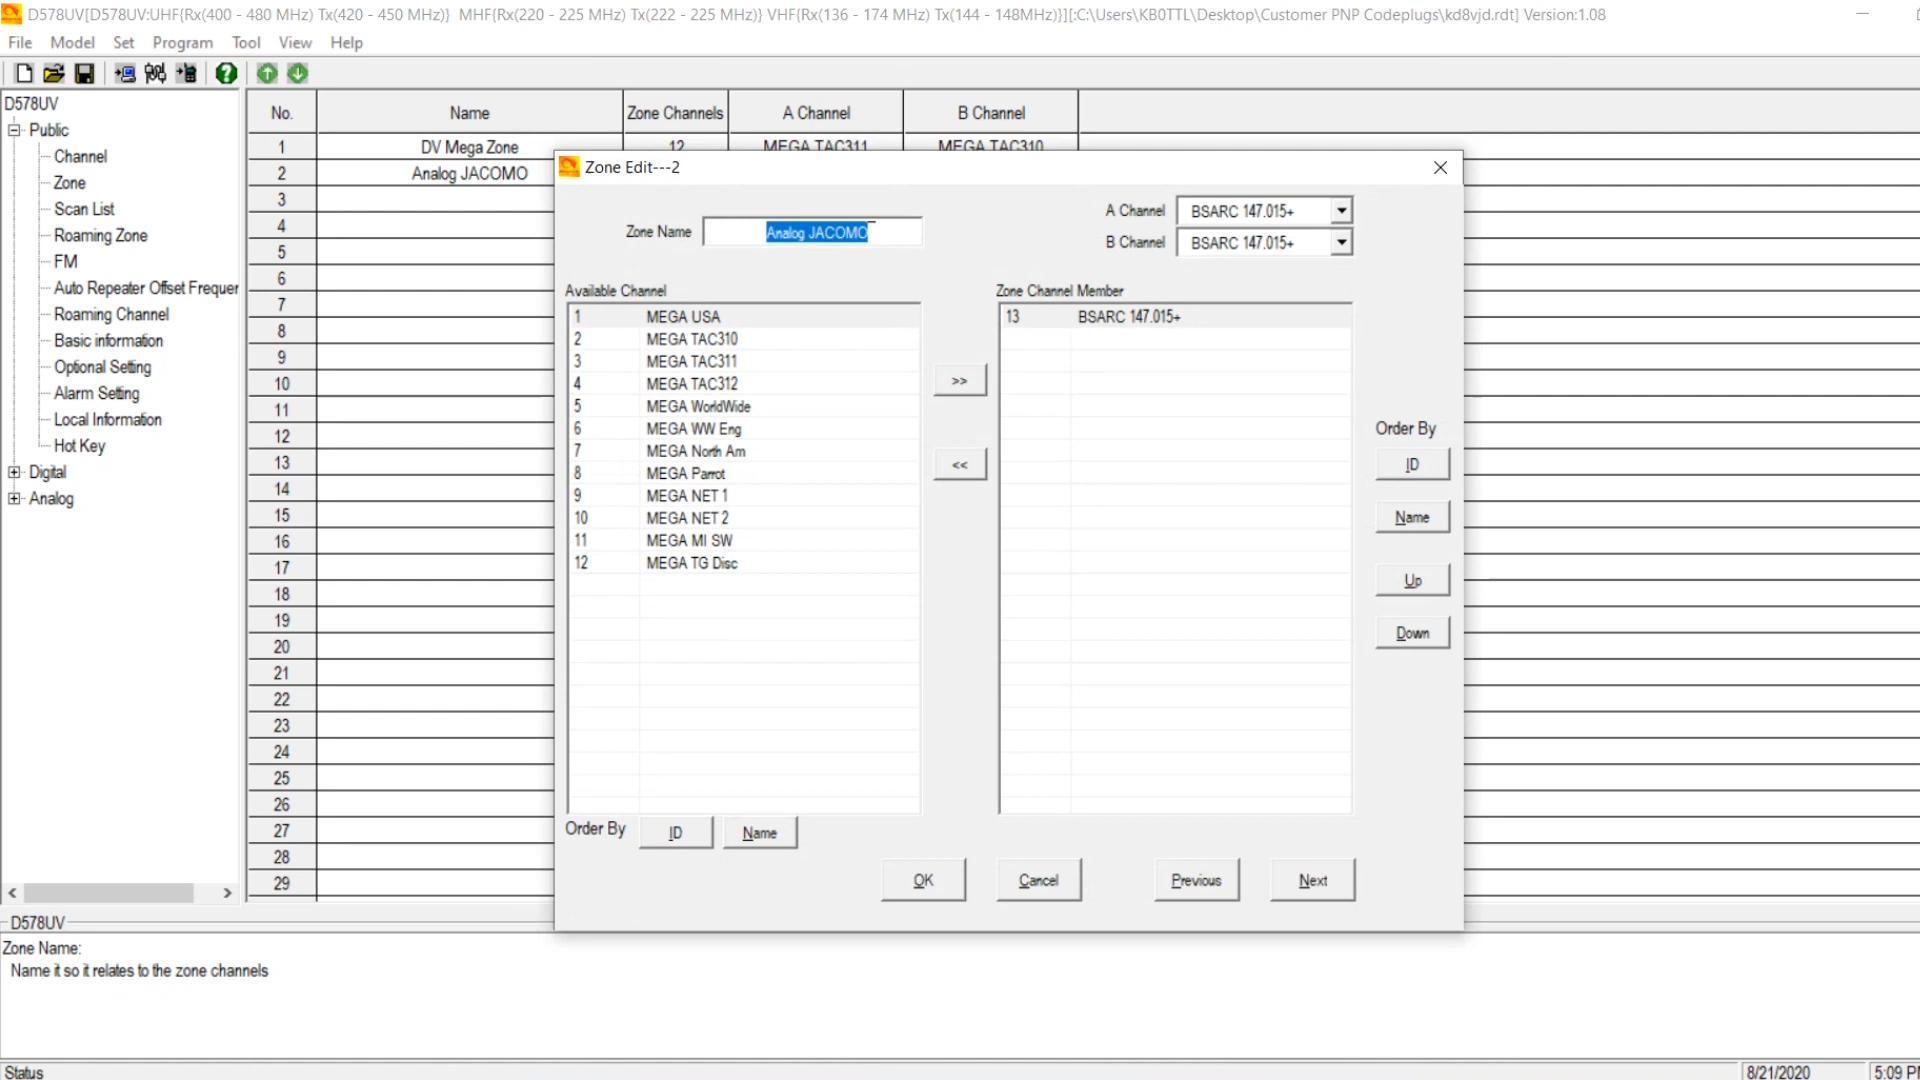 D578UV[D578UV:UHF{Rx(400 - 480 MHz) Tx(420 - 450 MHz)} MHF{Rx(220 - 225 MHz) Tx(222 - 225 MHz)} VHF{Rx(136 - 174 MHz) Tx(144 - 148MHz)}][:C:\Users\KB0TTL\Desktop\Customer PNP Codeplugs\kd8vjd.rdt] Version:1.08
File Model Set Program Tool View Help
D578UV
Public
Channel
Zone
Scan List
Roaming Zone
FM
Auto Repeater Offset Frequer
Roaming Channel
Basic information
Optional Setting
Alarm Setting
Local Information
Hot Key
Digital
Analog
No. Name Zone Channels A Channel B Channel
1 DV Mega Zone 12 MEGA TAC311 MEGA TAC310
2 Analog JACOMO
3
4
5
6
7
8
9
10
11
12
13
14
15
16
17
18
19
20
21
22
23
24
25
26
27
28
29
Zone Edit---2
Zone Name Analog JACOMO
A Channel BSARC 147.015+
B Channel BSARC 147.015+
Available Channel
1 MEGA USA
2 MEGA TAC310
3 MEGA TAC311
4 MEGA TAC312
5 MEGA WorldWide
6 MEGA WW Eng
7 MEGA North Am
8 MEGA Parrot
9 MEGA NET 1
10 MEGA NET 2
11 MEGA MI SW
12 MEGA TG Disc
>>
<<
Zone Channel Member
13 BSARC 147.015+
Order By
ID
Name
Up
Down
Order By ID Name
OK Cancel Previous Next
D578UV
Zone Name:
Name it so it relates to the zone channels
Status 8/21/2020 5:09 PM